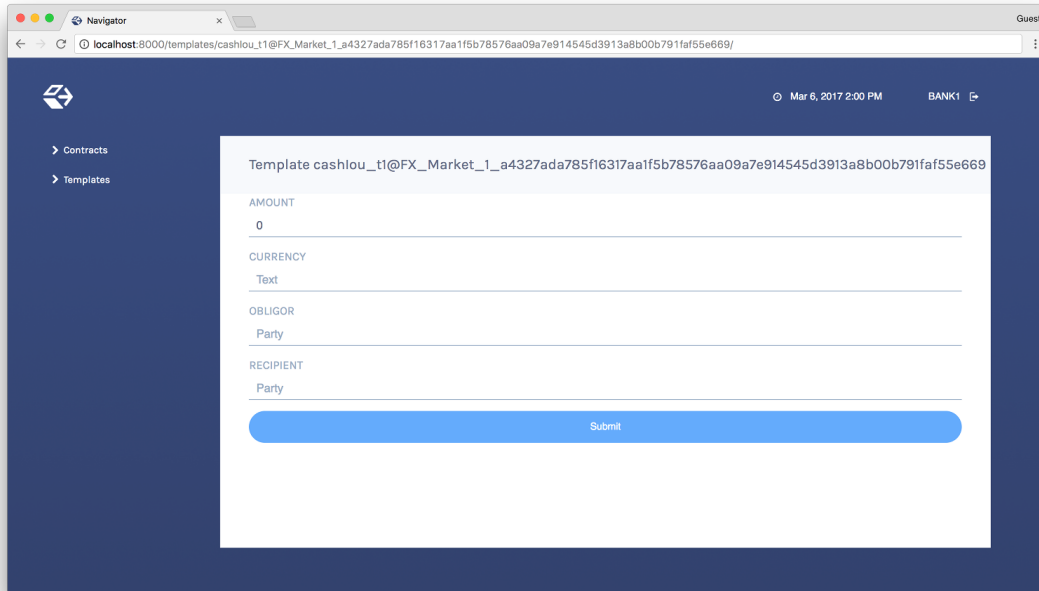 Navigator
Guest
localhost:8000/templates/cashIou_t1@FX_Market_1_a4327ada785f16317aa1f5b78576aa09a7e914545d3913a8b00b791faf55e669/
Mar 6, 2017 2:00 PM
BANK1
Contracts
Templates
Template cashIou_t1@FX_Market_1_a4327ada785f16317aa1f5b78576aa09a7e914545d3913a8b00b791faf55e669
AMOUNT
0
CURRENCY
Text
OBLIGOR
Party
RECIPIENT
Party
Submit